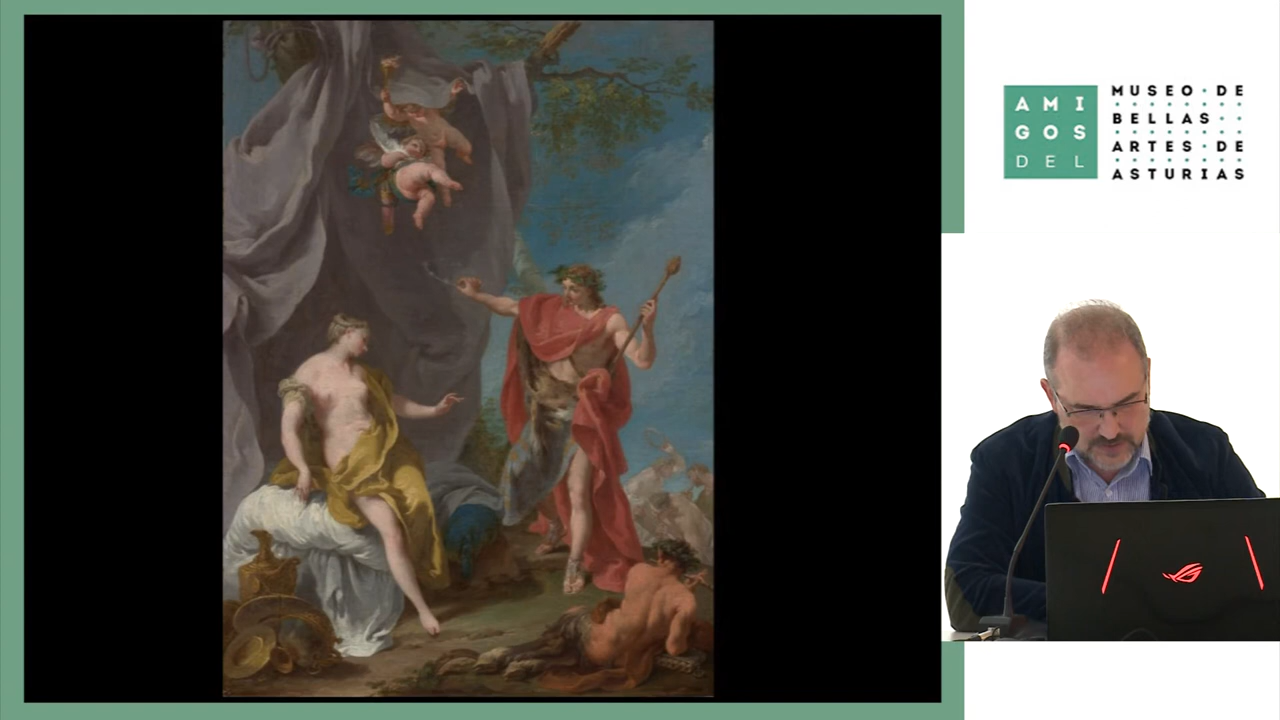 AMI
GOS
DEL
MUSEO·DE
BELLAS
ARTES·DE
ASTURIAS